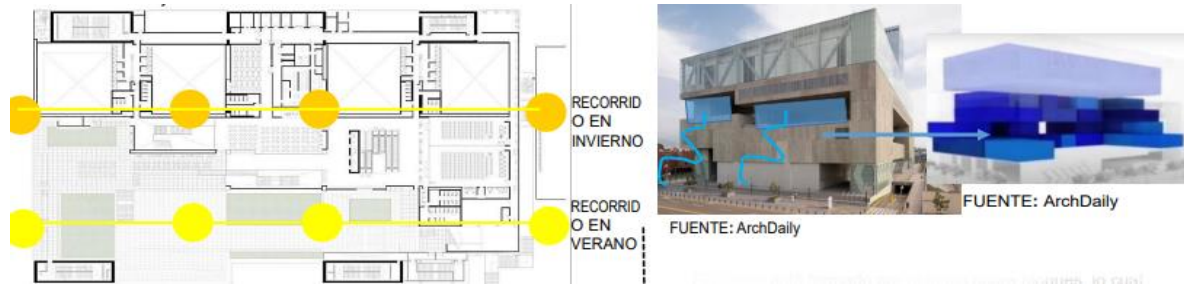 RECORRID
O EN
INVIERNO
RECORRID
O EN
VERANO
FUENTE: ArchDaily
FUENTE: ArchDaily